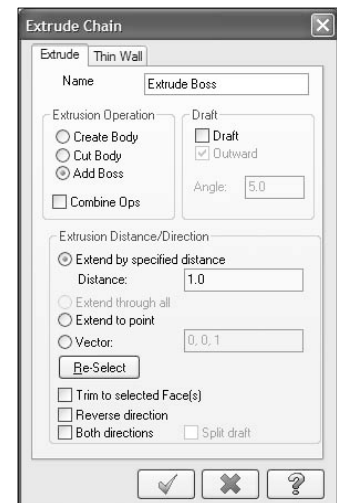 Extrude Chain
Extrude Thin Wall
Name Extrude Boss
Extrusion Operation
Create Body
Cut Body
Add Boss
Combine Ops
Draft
Draft
Outward
Angle: 5.0
Extrusion Distance/Direction
Extend by specified distance
Distance: 1.0
Extend through all
Extend to point
Vector: 0, 0, 1
Re-Select
Trim to selected Face(s)
Reverse direction
Both directions Split draft